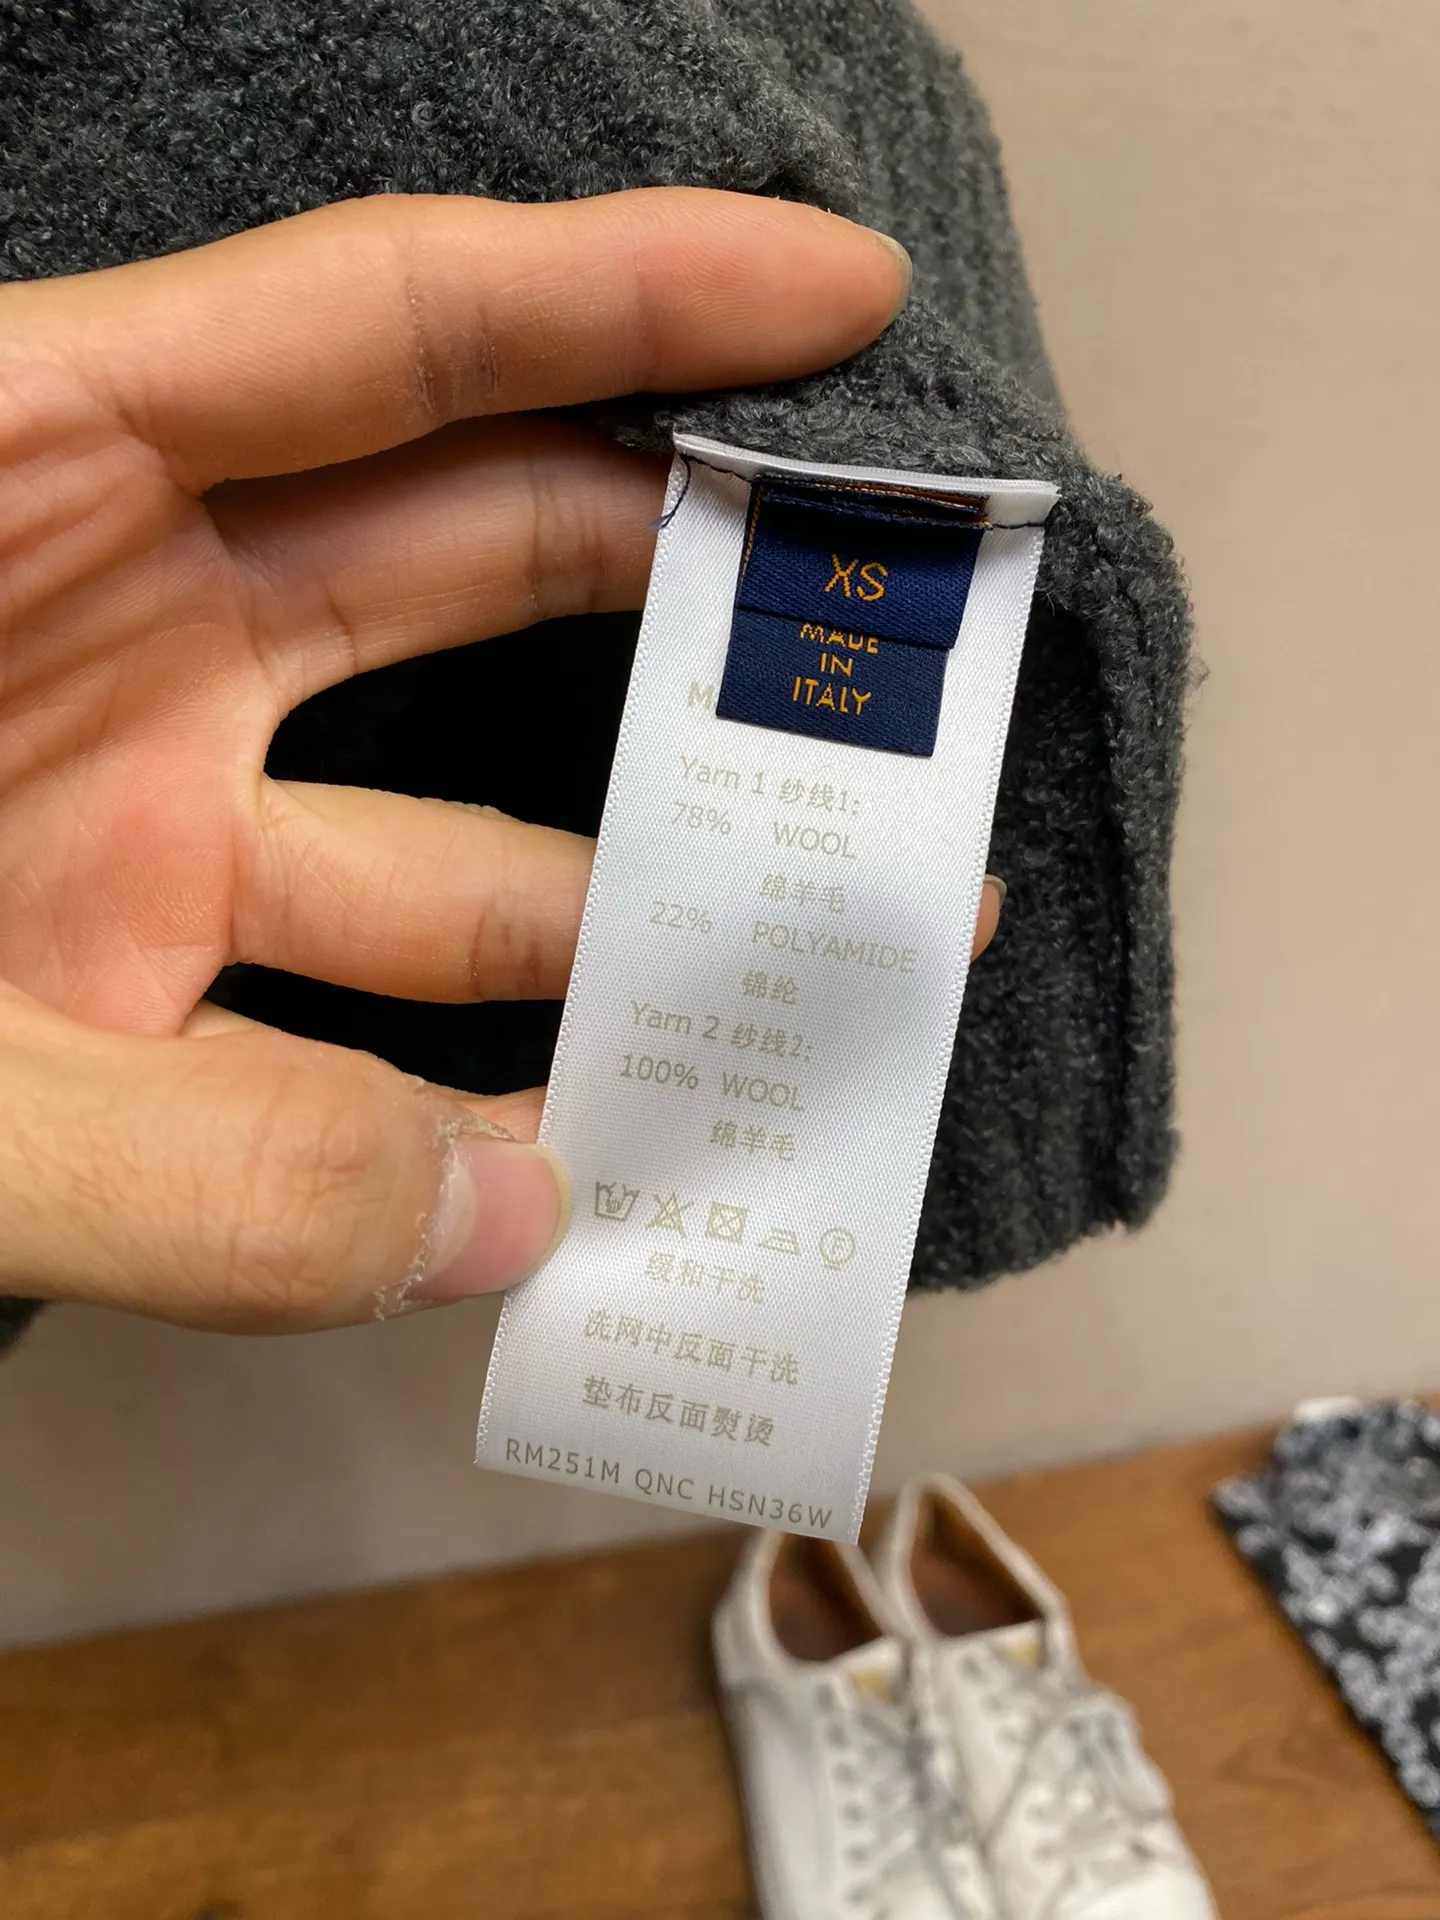 XS
MADE
IN
ITALY
M
Yarn 1 纱线1:
78% WOOL
绵羊毛
22% POLYAMIDE
锦纶
Yarn 2 纱线2:
100% WOOL
绵羊毛
F
缓和干洗
洗网中反面干洗
垫布反面熨烫
RM251M QNC HSN36W